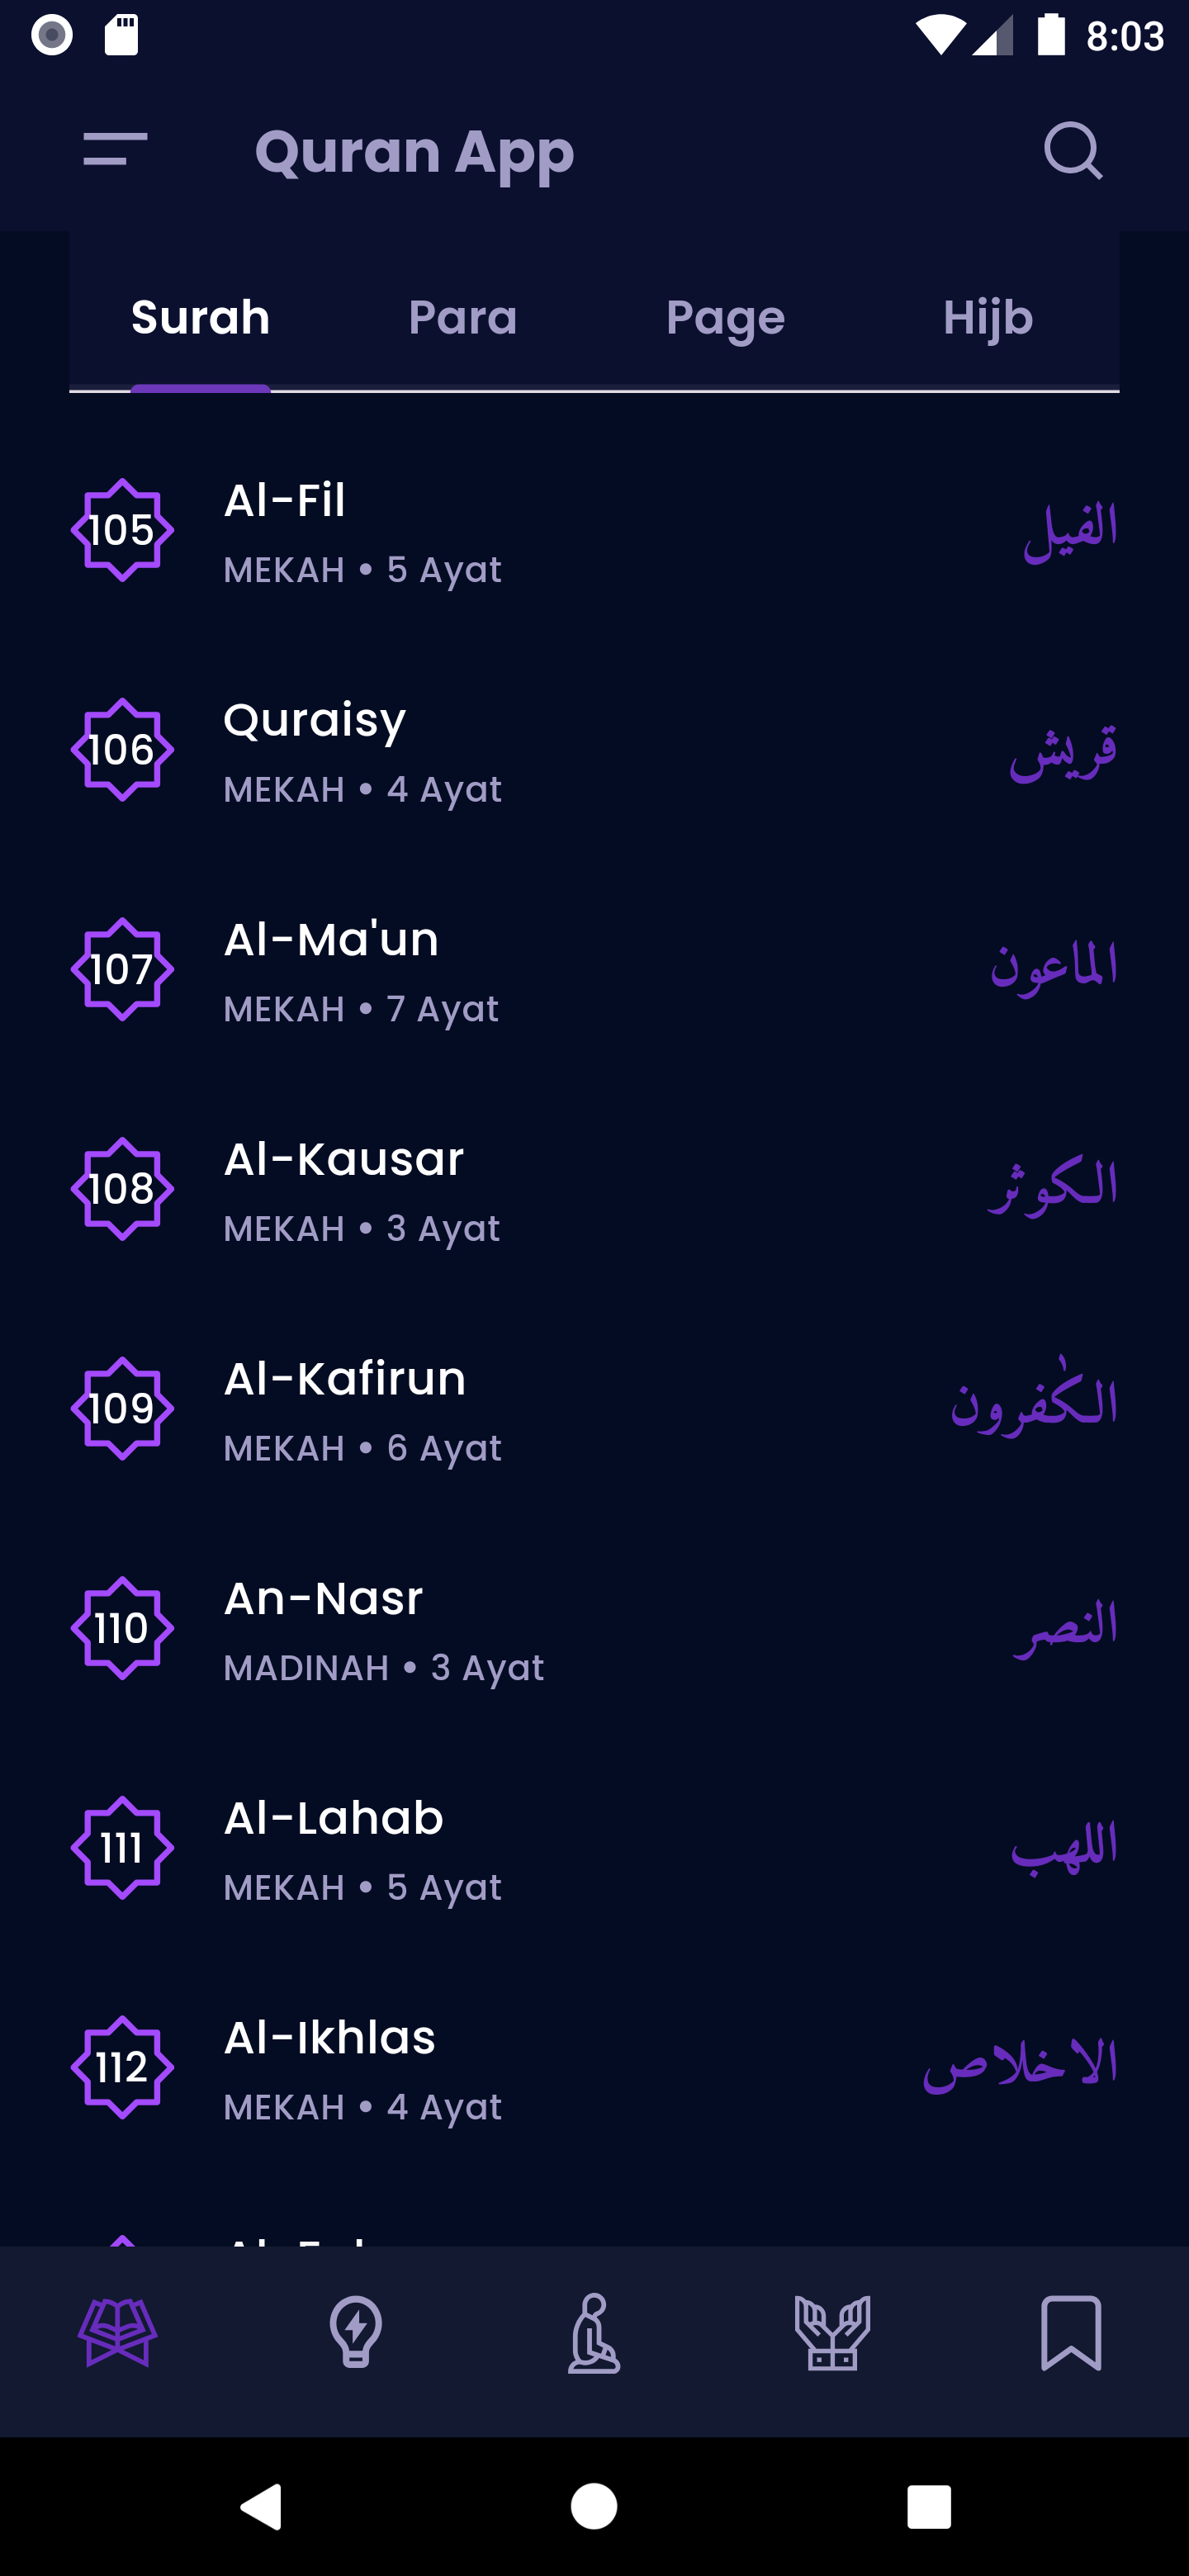 8:03
Quran App
Surah Para Page Hijb
105 Al-Fil الفيل
MEKAH • 5 Ayat
106 Quraisy قريش
MEKAH • 4 Ayat
107 Al-Ma'un الماعون
MEKAH • 7 Ayat
108 Al-Kausar الكوثر
MEKAH • 3 Ayat
109 Al-Kafirun الكٰفرون
MEKAH • 6 Ayat
110 An-Nasr النصر
MADINAH • 3 Ayat
111 Al-Lahab اللهب
MEKAH • 5 Ayat
112 Al-Ikhlas الاخلاص
MEKAH • 4 Ayat